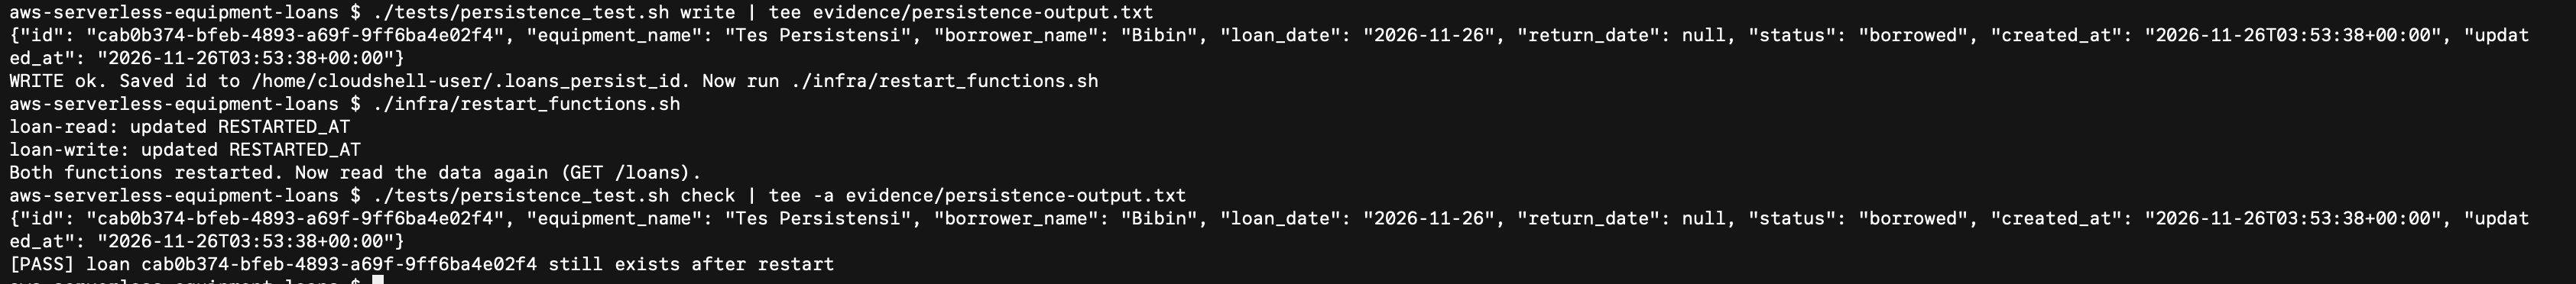 aws-serverless-equipment-loans $ ./tests/persistence_test.sh write | tee evidence/persistence-output.txt
{"id": "cab0b374-bfeb-4893-a69f-9ff6ba4e02f4", "equipment_name": "Tes Persistensi", "borrower_name": "Bibin", "loan_date": "2026-11-26", "return_date": null, "status": "borrowed", "created_at": "2026-11-26T03:53:38+00:00", "updat
ed_at": "2026-11-26T03:53:38+00:00"}
WRITE ok. Saved id to /home/cloudshell-user/.loans_persist_id. Now run ./infra/restart_functions.sh
aws-serverless-equipment-loans $ ./infra/restart_functions.sh
loan-read: updated RESTARTED_AT
loan-write: updated RESTARTED_AT
Both functions restarted. Now read the data again (GET /loans).
aws-serverless-equipment-loans $ ./tests/persistence_test.sh check | tee -a evidence/persistence-output.txt
{"id": "cab0b374-bfeb-4893-a69f-9ff6ba4e02f4", "equipment_name": "Tes Persistensi", "borrower_name": "Bibin", "loan_date": "2026-11-26", "return_date": null, "status": "borrowed", "created_at": "2026-11-26T03:53:38+00:00", "updat
ed_at": "2026-11-26T03:53:38+00:00"}
[PASS] loan cab0b374-bfeb-4893-a69f-9ff6ba4e02f4 still exists after restart
aws-serverless-equipment-loans $